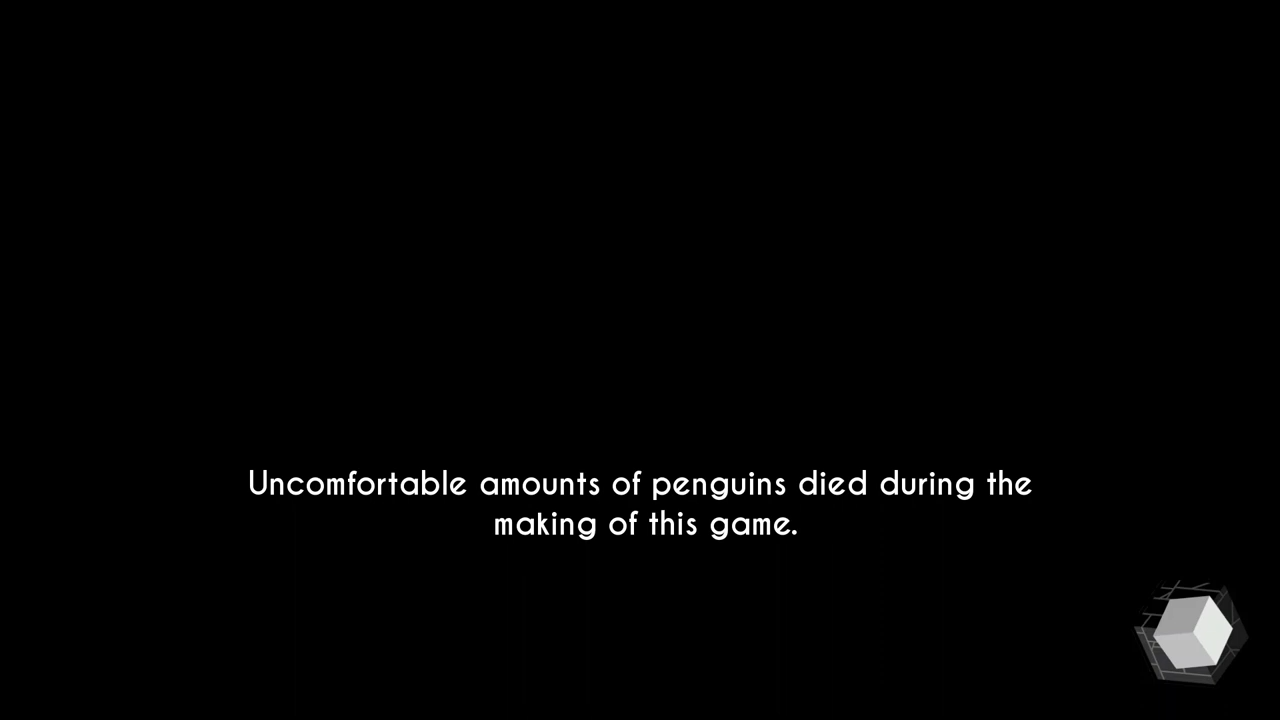 Uncomfortable amounts of penguins died during the
making of this game.